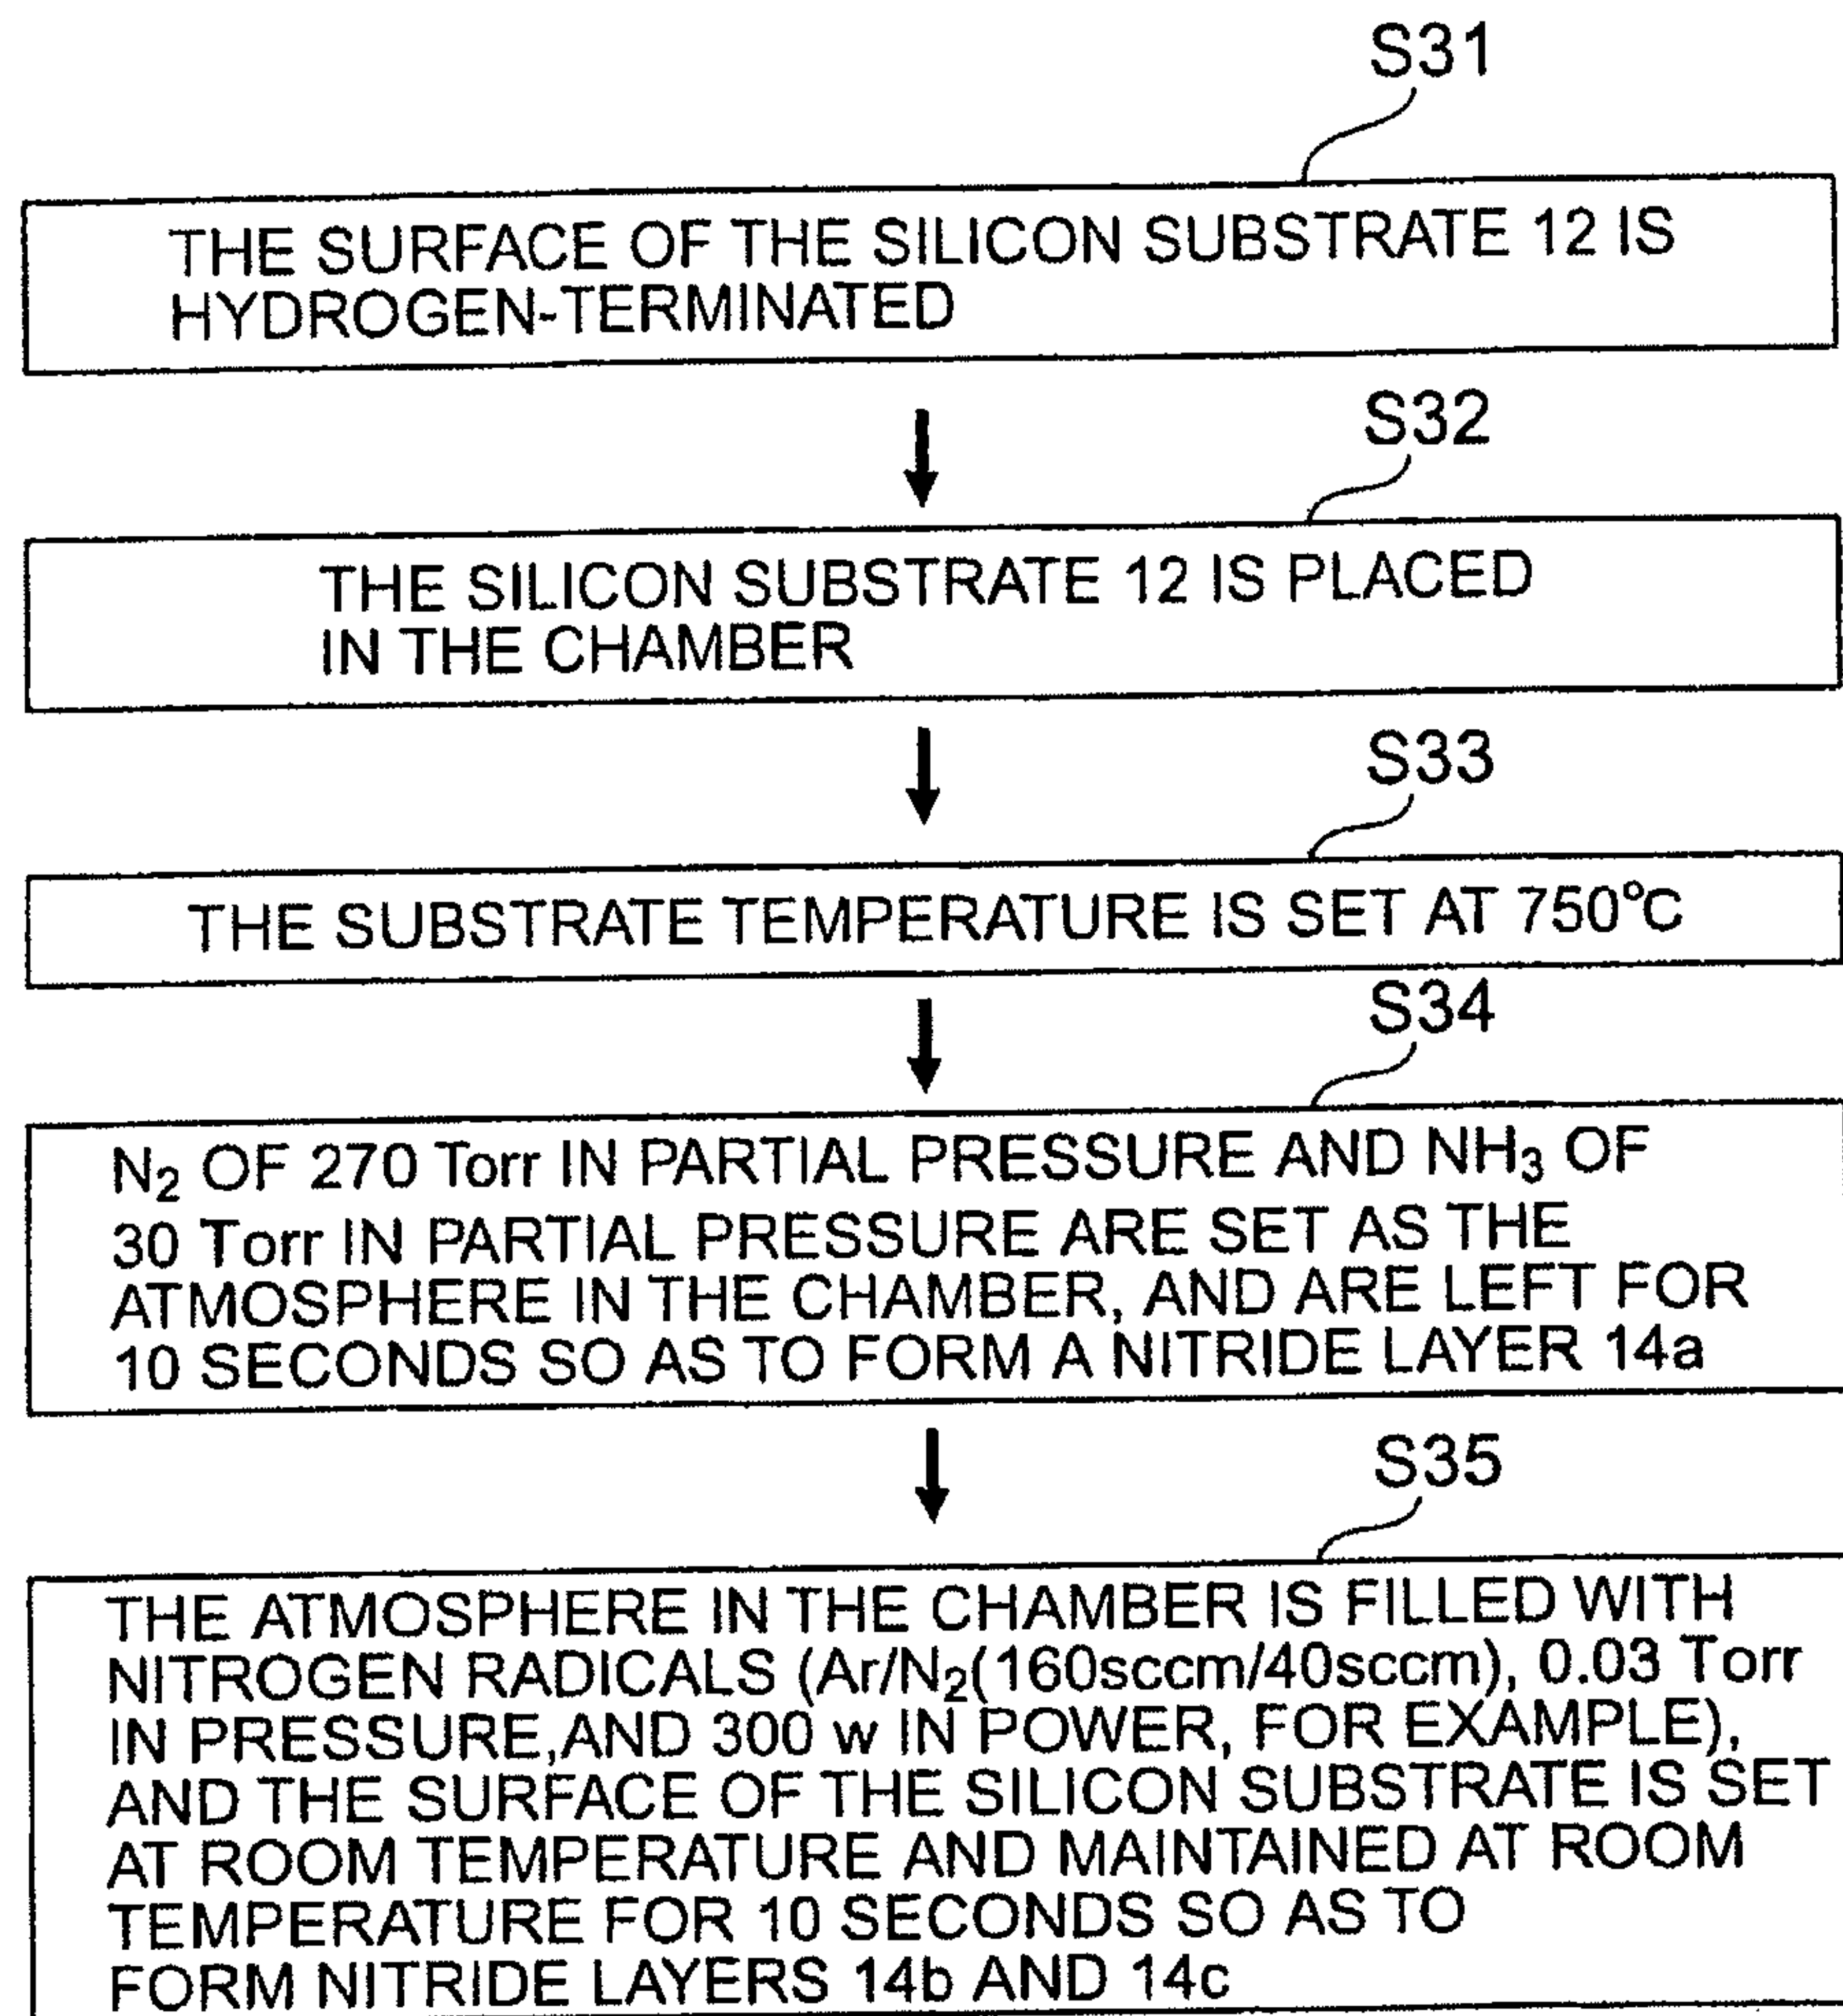 S31
THE SURFACE OF THE SILICON SUBSTRATE 12 IS
HYDROGEN-TERMINATED
S32
THE SILICON SUBSTRATE 12 IS PLACED
IN THE CHAMBER
S33
THE SUBSTRATE TEMPERATURE IS SET AT 750°C
S34
N₂ OF 270 Torr IN PARTIAL PRESSURE AND NH₃ OF
30 Torr IN PARTIAL PRESSURE ARE SET AS THE
ATMOSPHERE IN THE CHAMBER, AND ARE LEFT FOR
10 SECONDS SO AS TO FORM A NITRIDE LAYER 14a
S35
THE ATMOSPHERE IN THE CHAMBER IS FILLED WITH
NITROGEN RADICALS (Ar/N₂(160sccm/40sccm), 0.03 Torr
IN PRESSURE,AND 300 w IN POWER, FOR EXAMPLE),
AND THE SURFACE OF THE SILICON SUBSTRATE IS SET
AT ROOM TEMPERATURE AND MAINTAINED AT ROOM
TEMPERATURE FOR 10 SECONDS SO AS TO
FORM NITRIDE LAYERS 14b AND 14c